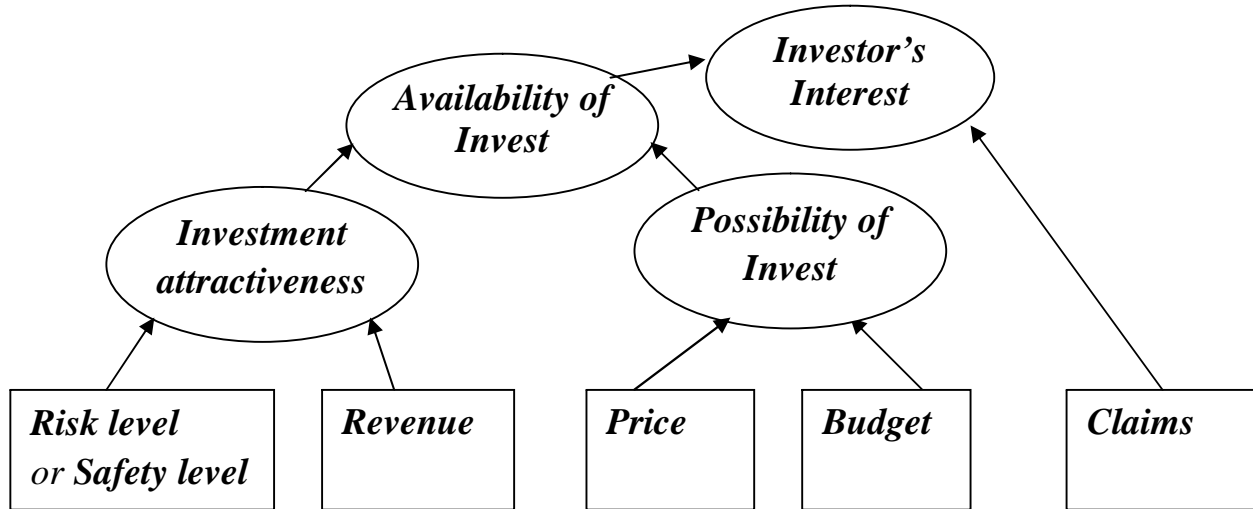 Investor’s
Interest
Availability of
Invest
Investment
attractiveness
Possibility of
Invest
Risk level
or Safety level
Revenue
Price
Budget
Claims